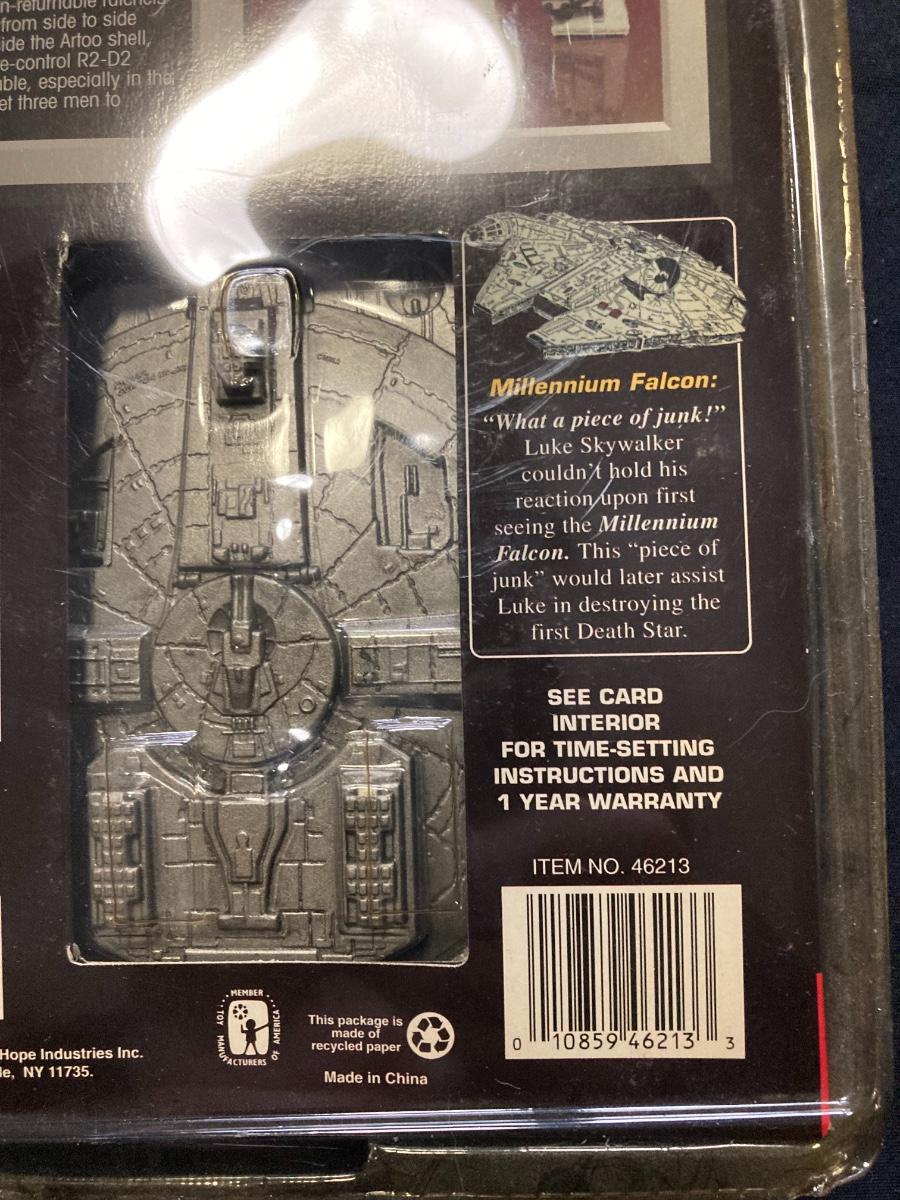 n-returnable ratchets
from side to side
ide the Artoo shell,
e-control R2-D2
ble, especially in the
et three men to
Millennium Falcon:
“What a piece of junk!”
Luke Skywalker
couldn't hold his
reaction upon first
seeing the Millennium
Falcon. This “piece of
junk” would later assist
Luke in destroying the
first Death Star.
SEE CARD
INTERIOR
FOR TIME-SETTING
INSTRUCTIONS AND
1 YEAR WARRANTY
ITEM NO. 46213
0 10859 46213 3
MEMBER
TOY MANUFACTURERS OF AMERICA
This package is
made of
recycled paper
Made in China
Hope Industries Inc.
le, NY 11735.